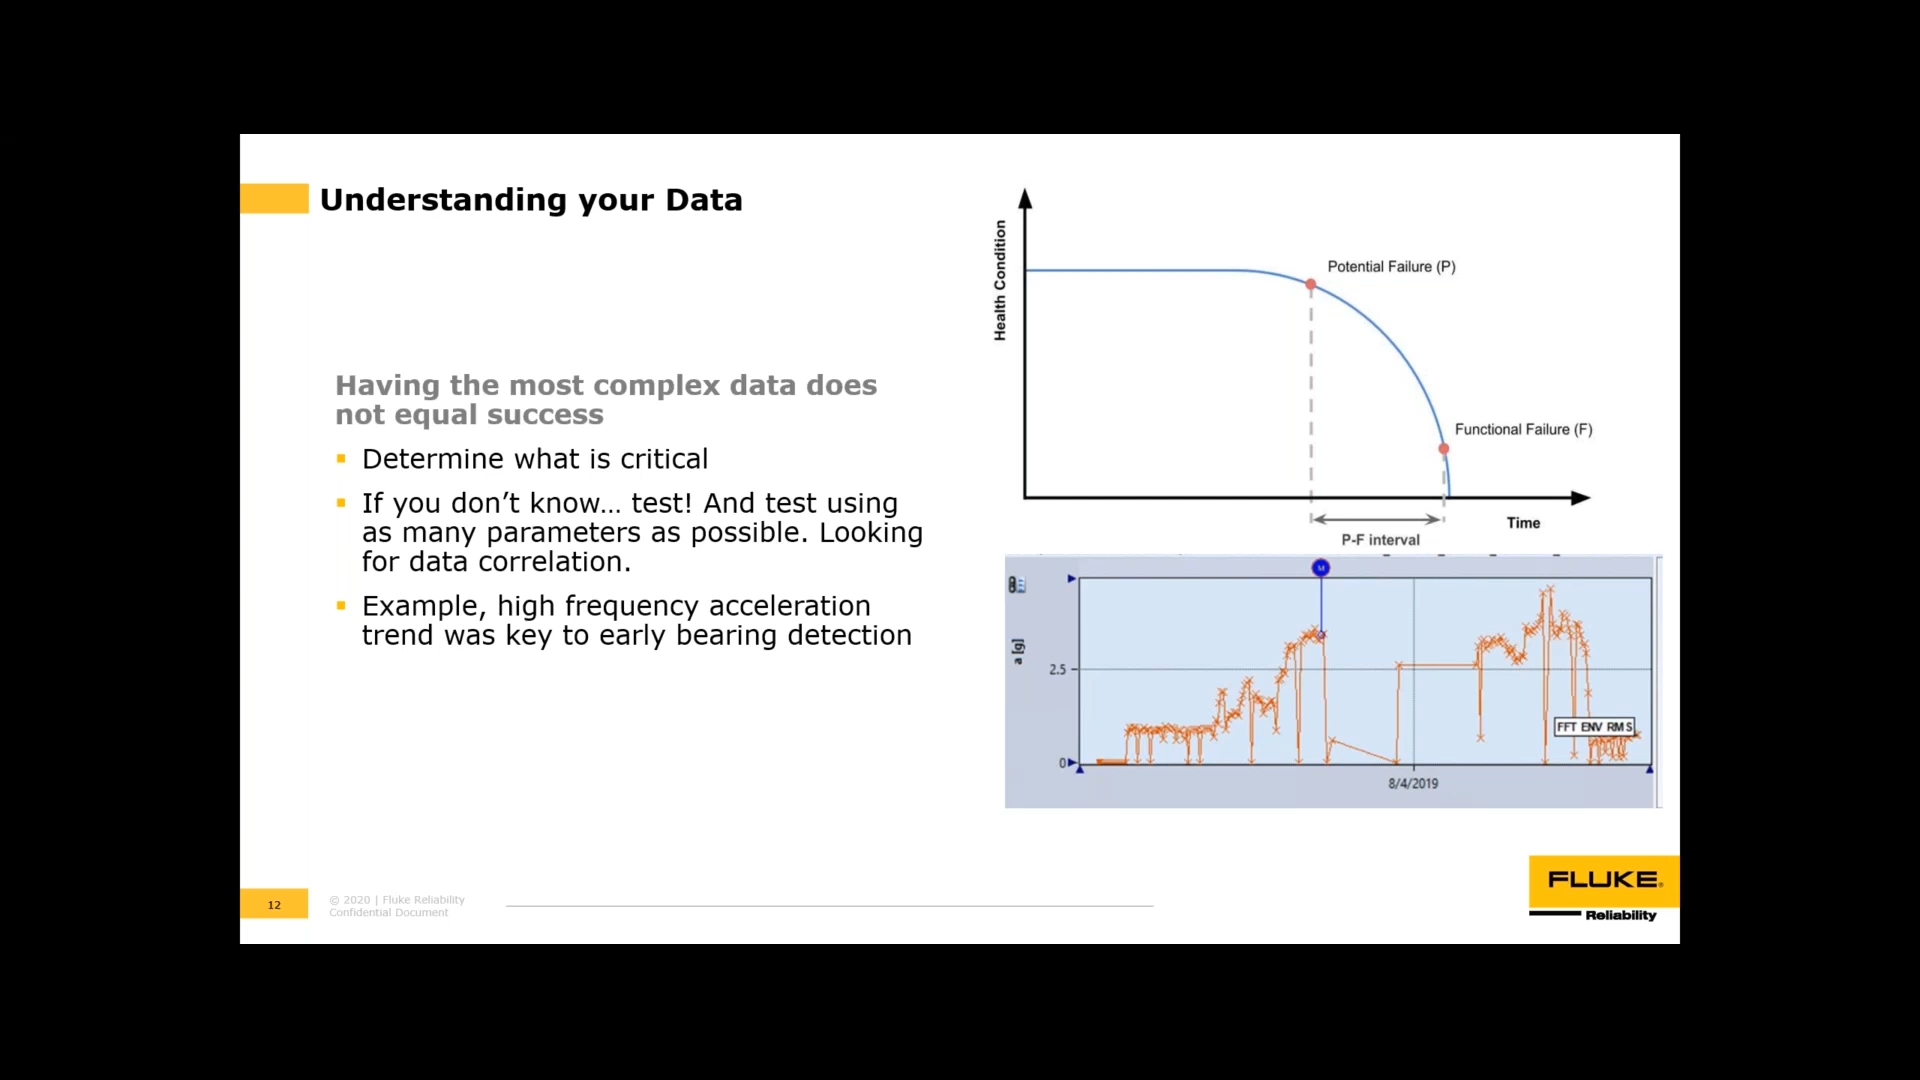 Understanding your Data
Having the most complex data does
not equal success
Determine what is critical
If you don’t know… test! And test using
as many parameters as possible. Looking
for data correlation.
Example, high frequency acceleration
trend was key to early bearing detection
Health Condition
Potential Failure (P)
Functional Failure (F)
Time
P-F interval
M
a [g]
2.5
0
FFT ENV RMS
8/4/2019
12
© 2020 | Fluke Reliability
Confidential Document
FLUKE®
Reliability